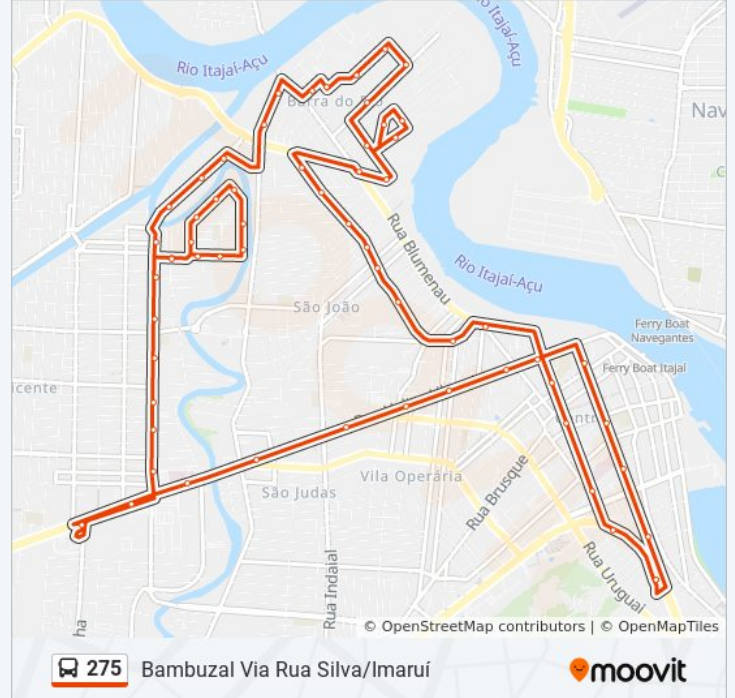 Rio Itajaí-Açu
Rio Itajaí-Açu
Barra do Rio
Nav
Rua Blumenau
Rio Itajaí-Açu
São João
Ferry Boat
Navegantes
Ferry Boat Itajaí
icente
Centr
Vila Operária
São Judas
Rua Brusque
Rua Indaial
Rua Uruguai
ha
© OpenStreetMap contributors | © OpenMapTiles
275 Bambuzal Via Rua Silva/Imaruí
moovit